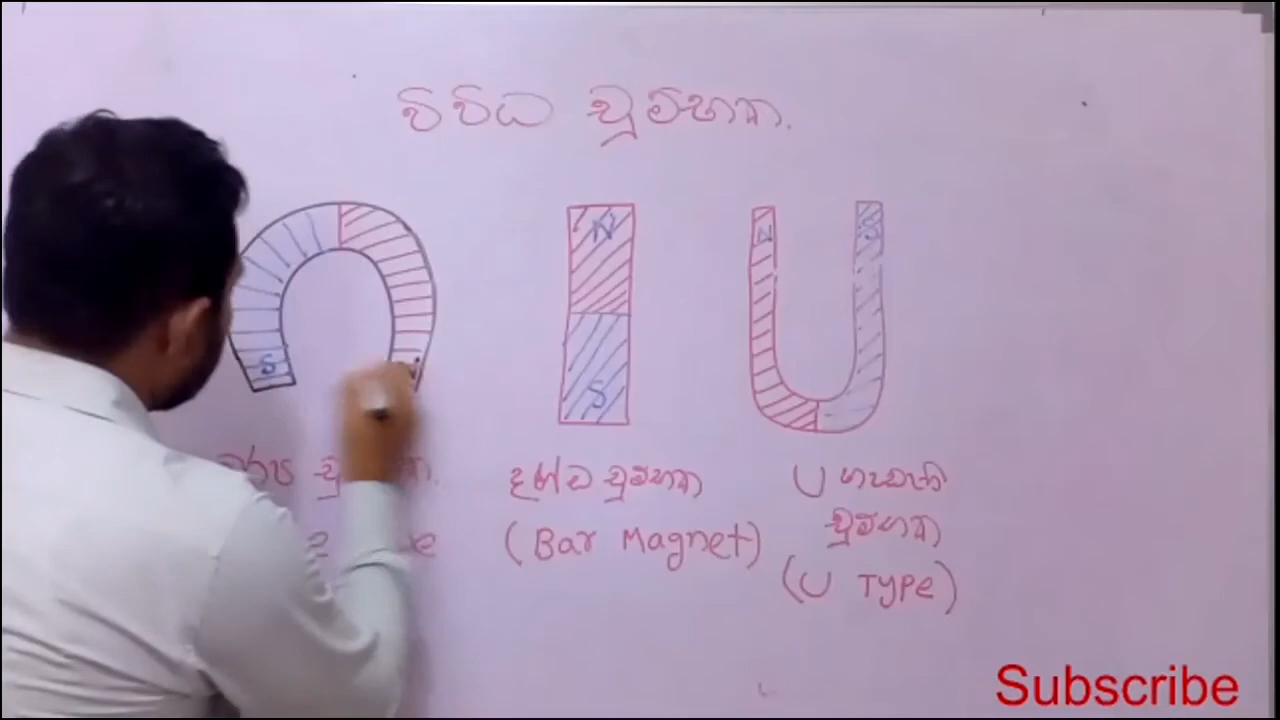 විවිධ චුම්භක.
N
N
S
S
S
දණ්ඩ චුම්භක
(Bar Magnet)
U හැඩැති
චුම්භක
(U Type)
Subscribe